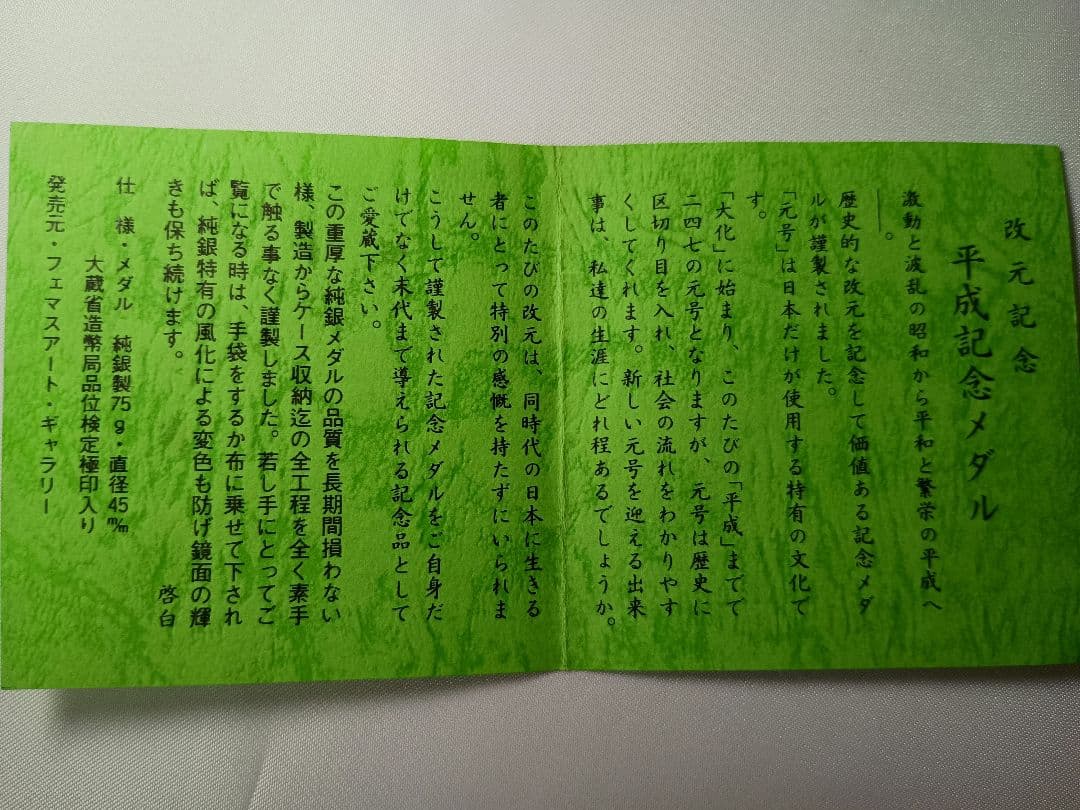 改元記念
平成記念メダル
激動と波乱の昭和から平和と繁栄の平成へ
――。
歴史的な改元を記念して価値ある記念メダ
ルが謹製されました。
「元号」は日本だけが使用する特有の文化で
す。
「大化」に始まり、このたびの「平成」までで
二四七の元号となりますが、元号は歴史に
区切り目を入れ、社会の流れをわかりやす
くしてくれます。新しい元号を迎える出来
事は、私達の生涯にどれ程あるでしょうか。
このたびの改元は、同時代の日本に生きる
者にとって特別の感慨を持たずにいられま
せん。
こうして謹製された記念メダルをご自身だ
けでなく末代まで導えられる記念品として
ご愛蔵下さい。
この重厚な純銀メダルの品質を長期間損わない
様、製造からケース収納迄の全工程を全く素手
で触る事なく謹製しました。若し手にとってご
覧になる時は、手袋をするか布に乗せて下され
ば、純銀特有の風化による変色も防げ鏡面の輝
きも保ち続けます。
啓白
仕　様・メダル　純銀製75g・直径45㎜
大蔵省造幣局品位検定極印入り
発売元・フェマスアート・ギャラリー